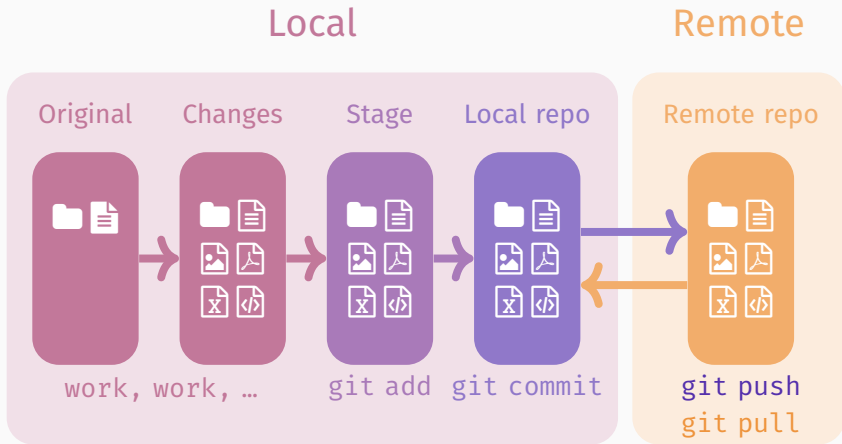 Local Remote
Original Changes Stage Local repo Remote repo
X X X X
work, work, … git add git commit git push
git pull